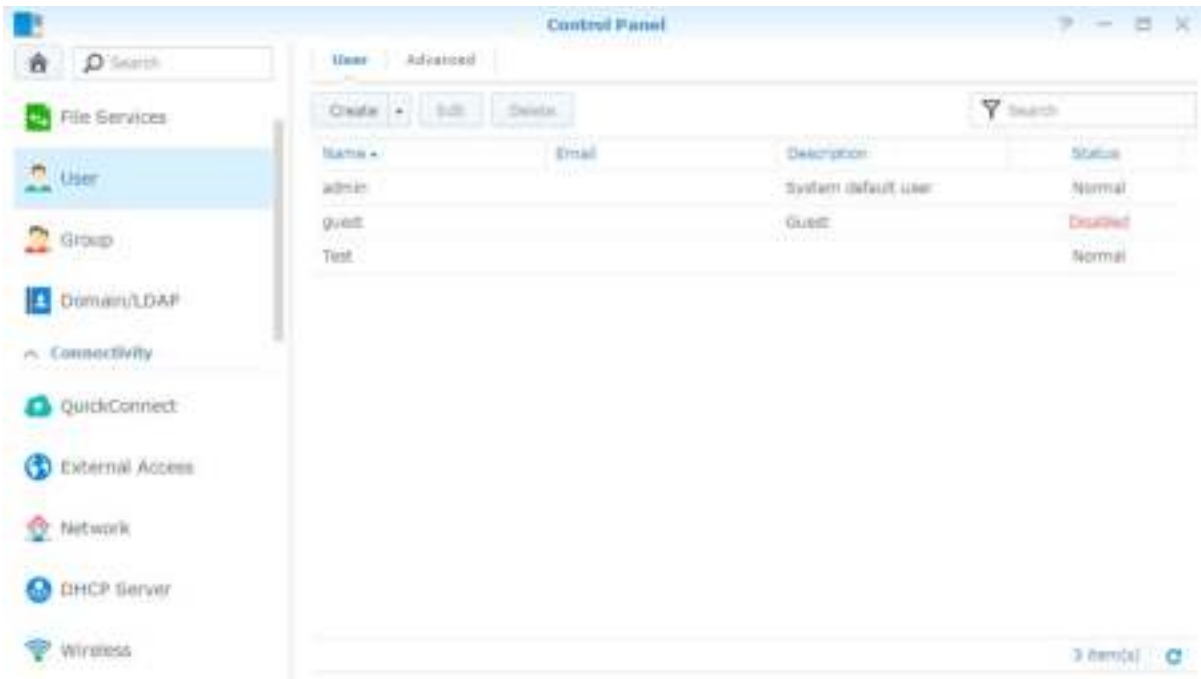 Control Panel
Search
User Advanced
File Services
Create Edit Delete Search
User
Name Email Description Status
admin System default user Normal
guest Guest Disabled
Group
Test Normal
Domain/LDAP
Connectivity
QuickConnect
External Access
Network
DHCP Server
Wireless
3 item(s)